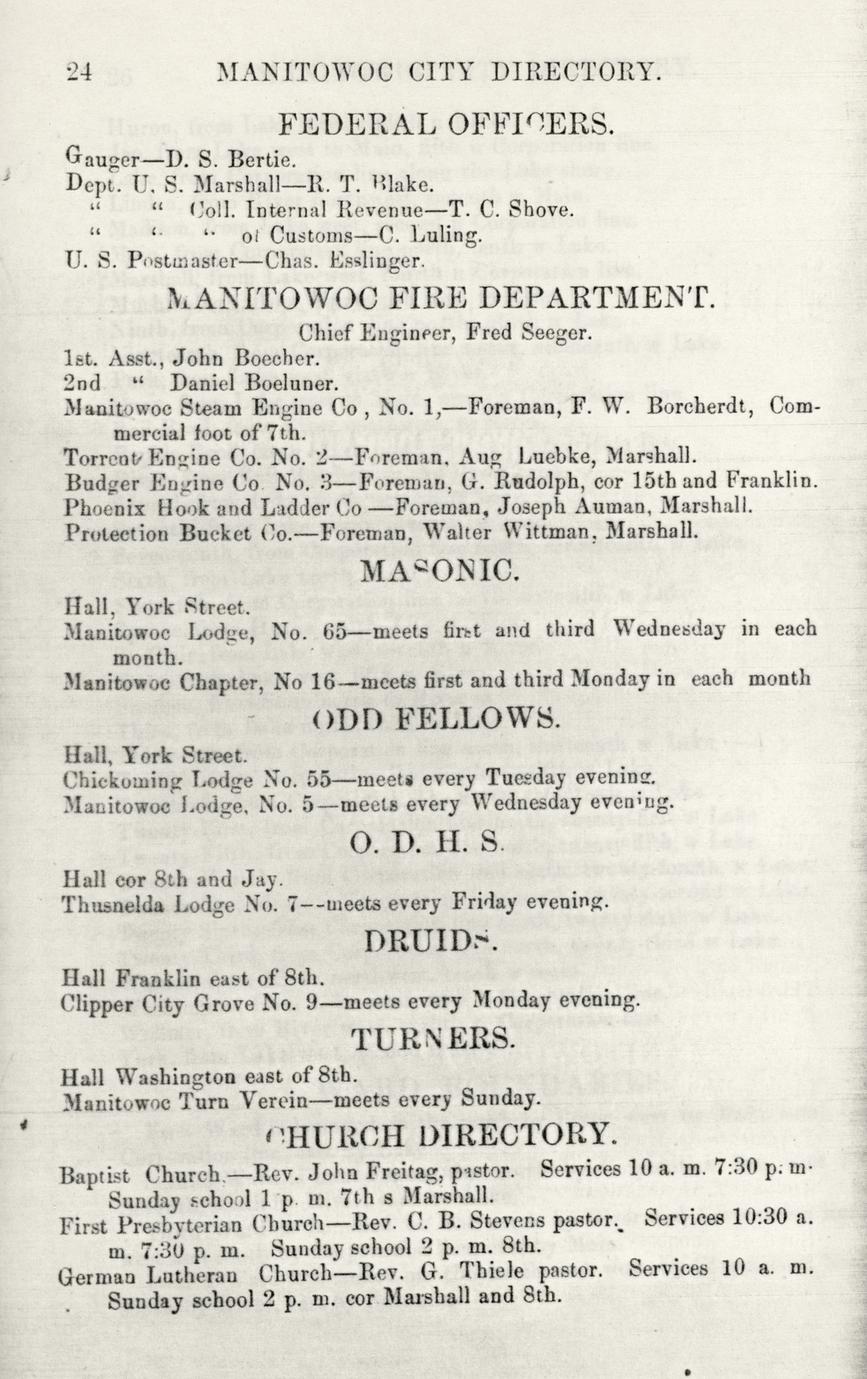 24 MANITOWOC CITY DIRECTORY.
FEDERAL OFFICERS.
Gauger—D. S. Bertie.
Dept. U. S. Marshall—R. T. Blake.
" " Coll. Internal Revenue—T. C. Shove.
" " " of Customs—C. Luling.
U. S. Postmaster—Chas. Esslinger.
MANITOWOC FIRE DEPARTMENT.
Chief Engineer, Fred Seeger.
1st. Asst., John Boecher.
2nd " Daniel Boeluner.
Manitowoc Steam Engine Co , No. 1,—Foreman, F. W. Borcherdt, Com-
mercial foot of 7th.
Torrent Engine Co. No. 2—Foreman, Aug Luebke, Marshall.
Budger Engine Co No. 3—Foreman, G. Rudolph, cor 15th and Franklin.
Phoenix Hook and Ladder Co—Foreman, Joseph Auman, Marshall.
Protection Bucket Co.—Foreman, Walter Wittman, Marshall.
MASONIC.
Hall, York Street.
Manitowoc Lodge, No. 65—meets first and third Wednesday in each
month.
Manitowoc Chapter, No 16—meets first and third Monday in each month
ODD FELLOWS.
Hall, York Street.
Chickoming Lodge No. 55—meets every Tuesday evening.
Manitowoc Lodge, No. 5—meets every Wednesday evening.
O. D. H. S.
Hall cor 8th and Jay.
Thusnelda Lodge No. 7--meets every Friday evening.
DRUIDS.
Hall Franklin east of 8th.
Clipper City Grove No. 9—meets every Monday evening.
TURNERS.
Hall Washington east of 8th.
Manitowoc Turn Verein—meets every Sunday.
CHURCH DIRECTORY.
Baptist Church.—Rev. John Freitag, pastor. Services 10 a. m. 7:30 p. m.
Sunday school 1 p. m. 7th s Marshall.
First Presbyterian Church—Rev. C. B. Stevens pastor. Services 10:30 a.
m. 7:30 p. m. Sunday school 2 p. m. 8th.
German Lutheran Church—Rev. G. Thiele pastor. Services 10 a. m.
Sunday school 2 p. m. cor Marshall and 8th.